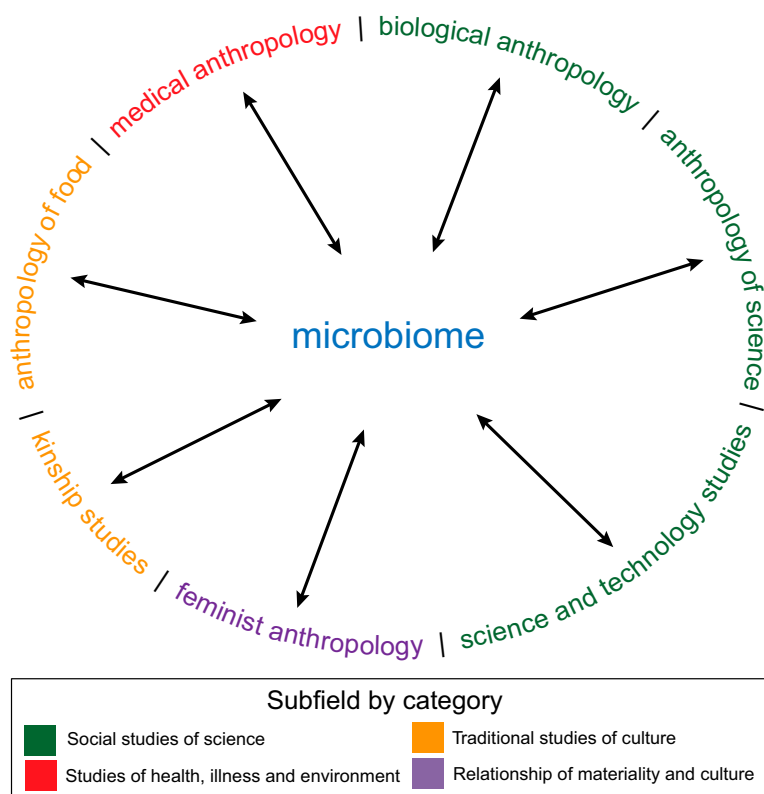 medical anthropology | biological anthropology |
anthropology of science |
science and technology studies |
feminist anthropology |
kinship studies |
anthropology of food |
microbiome
Subfield by category
Social studies of science
Traditional studies of culture
Studies of health, illness and environment
Relationship of materiality and culture